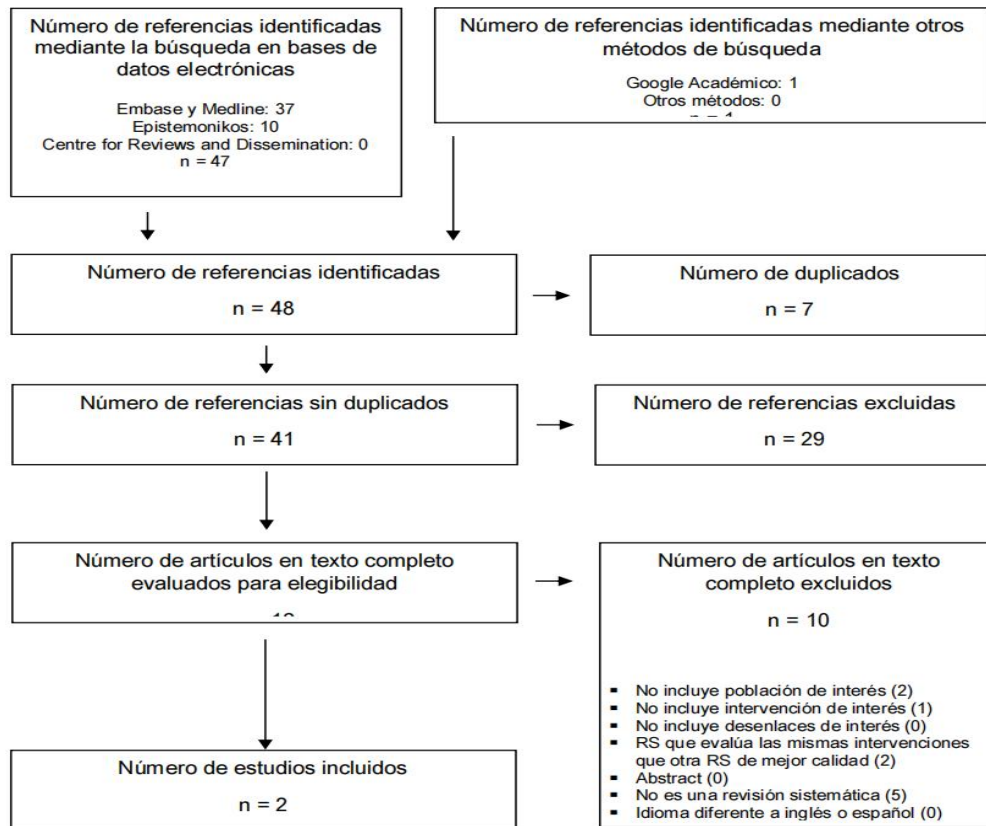 Número de referencias identificadas
mediante la búsqueda en bases de
datos electrónicas
Embase y Medline: 37
Epistemonikos: 10
Centre for Reviews and Dissemination: 0
n = 47
Número de referencias identificadas mediante otros
métodos de búsqueda
Google Académico: 1
Otros métodos: 0
Número de referencias identificadas
n = 48
Número de duplicados
n = 7
Número de referencias sin duplicados
n = 41
Número de referencias excluidas
n = 29
Número de artículos en texto completo
evaluados para elegibilidad
Número de artículos en texto
completo excluidos
n = 10
▪ No incluye población de interés (2)
▪ No incluye intervención de interés (1)
▪ No incluye desenlaces de interés (0)
▪ RS que evalúa las mismas intervenciones
que otra RS de mejor calidad (2)
▪ Abstract (0)
▪ No es una revisión sistemática (5)
▪ Idioma diferente a inglés o español (0)
Número de estudios incluidos
n = 2